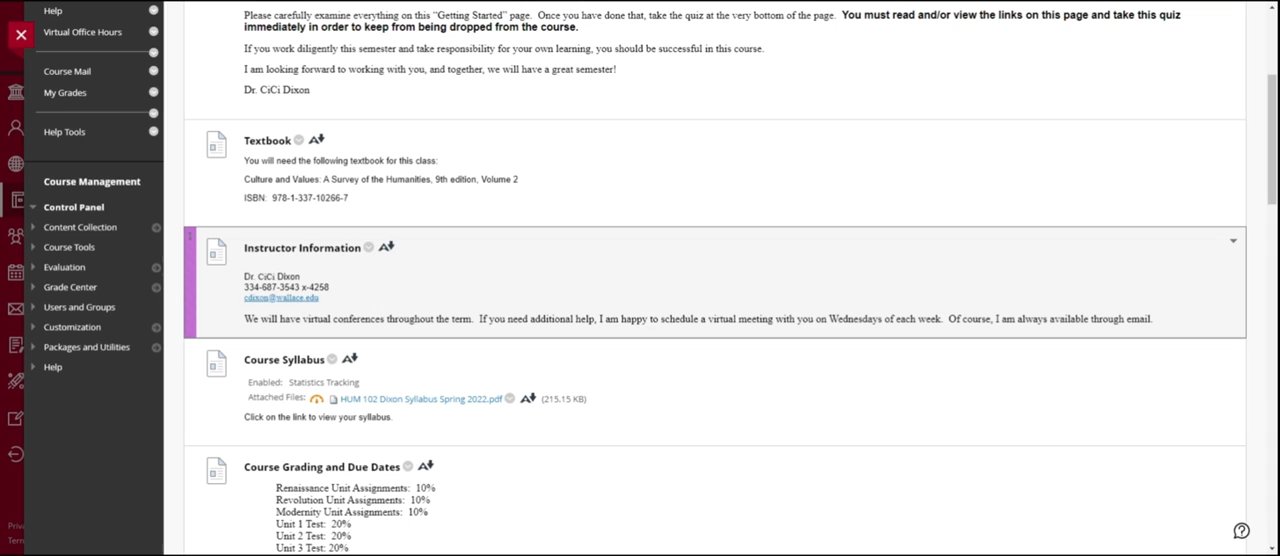 Help
Virtual Office Hours
Course Mail
My Grades
Help Tools
Course Management
Control Panel
Content Collection
Course Tools
Evaluation
Grade Center
Users and Groups
Customization
Packages and Utilities
Help
Please carefully examine everything on this "Getting Started" page. Once you have done that, take the quiz at the very bottom of the page. You must read and/or view the links on this page and take this quiz
immediately in order to keep from being dropped from the course.
If you work diligently this semester and take responsibility for your own learning, you should be successful in this course.
I am looking forward to working with you, and together, we will have a great semester!
Dr. CiCi Dixon
Textbook
You will need the following textbook for this class:
Culture and Values: A Survey of the Humanities, 9th edition, Volume 2
ISBN: 978-1-337-10266-7
Instructor Information
Dr. CiCi Dixon
334-687-3543 x-4258
cdixon@wallace.edu
We will have virtual conferences throughout the term. If you need additional help, I am happy to schedule a virtual meeting with you on Wednesdays of each week. Of course, I am always available through email.
Course Syllabus
Enabled: Statistics Tracking
Attached Files: HUM 102 Dixon Syllabus Spring 2022.pdf (215.15 KB)
Click on the link to view your syllabus.
Course Grading and Due Dates
Renaissance Unit Assignments: 10%
Revolution Unit Assignments: 10%
Modernity Unit Assignments: 10%
Unit 1 Test: 20%
Unit 2 Test: 20%
Unit 3 Test: 20%